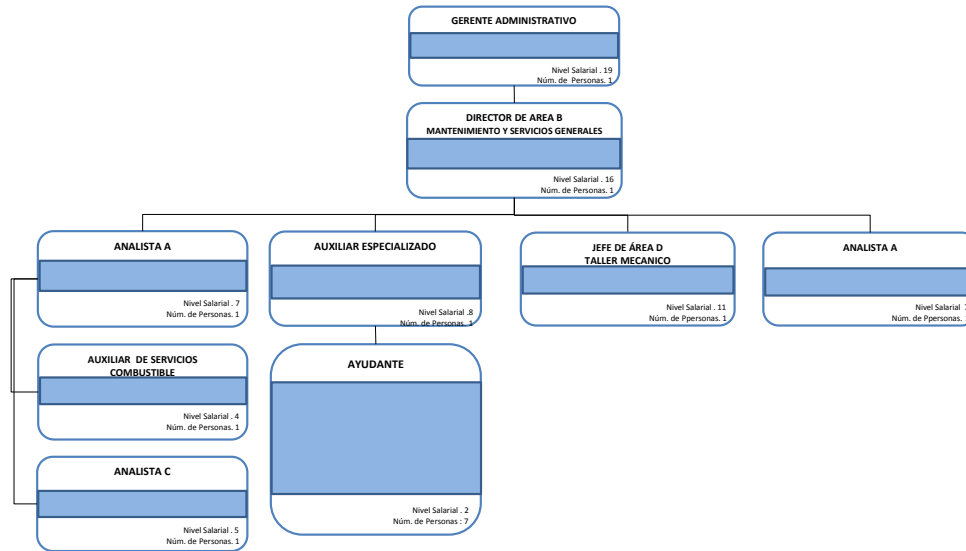 GERENTE ADMINISTRATIVO
Nivel Salarial . 19
Núm. de Personas. 1
DIRECTOR DE AREA B
MANTENIMIENTO Y SERVICIOS GENERALES
Nivel Salarial . 16
Núm. de Personas. 1
ANALISTA A
Nivel Salarial . 7
Núm. de Personas. 1
AUXILIAR ESPECIALIZADO
Nivel Salarial .8
Núm. de Personas. 1
JEFE DE ÁREA D
TALLER MECANICO
Nivel Salarial . 11
Núm. de Ppersonas. 1
ANALISTA A
Nivel Salarial
Núm. de Ppersonas.
AUXILIAR DE SERVICIOS
COMBUSTIBLE
Nivel Salarial . 4
Núm. de Personas. 1
AYUDANTE
Nivel Salarial . 2
Núm. de Personas : 7
ANALISTA C
Nivel Salarial . 5
Núm. de Personas. 1